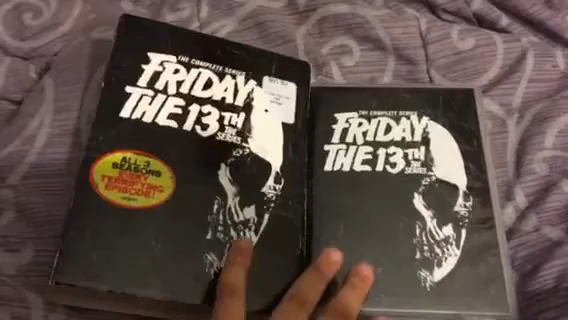 THE COMPLETE SERIES
FRIDAY
THE 13TH
THE
SERIES
ALL 3
SEASONS
EVERY
TERRIFYING
EPISODE!
THE COMPLETE SERIES
FRIDAY
THE 13TH
THE
SERIES